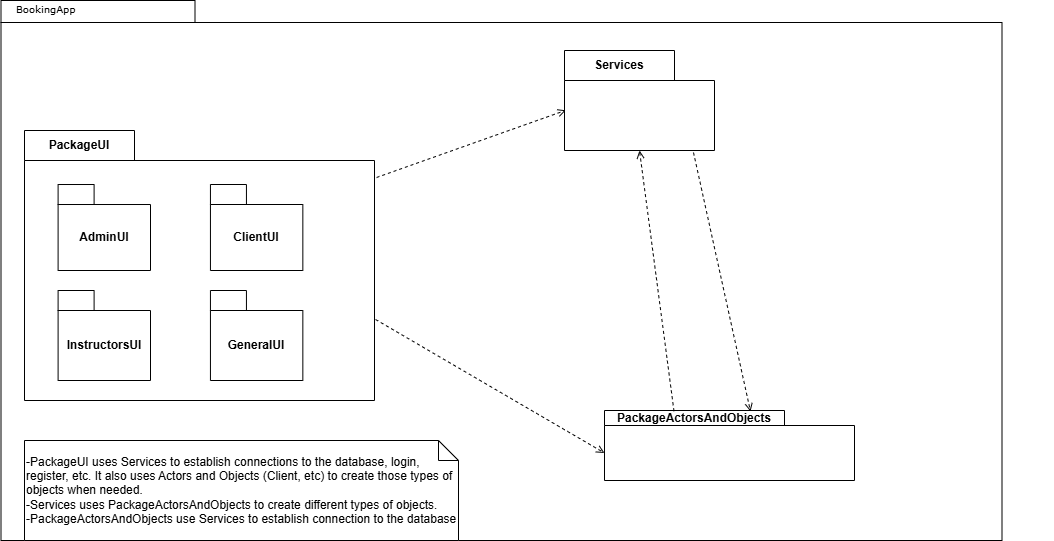 BookingApp
Services
PackageUI
AdminUI
ClientUI
InstructorsUI
GeneralUI
PackageActorsAndObjects
-PackageUI uses Services to establish connections to the database, login,
register, etc. It also uses Actors and Objects (Client, etc) to create those types of
objects when needed.
-Services uses PackageActorsAndObjects to create different types of objects.
-PackageActorsAndObjects use Services to establish connection to the database